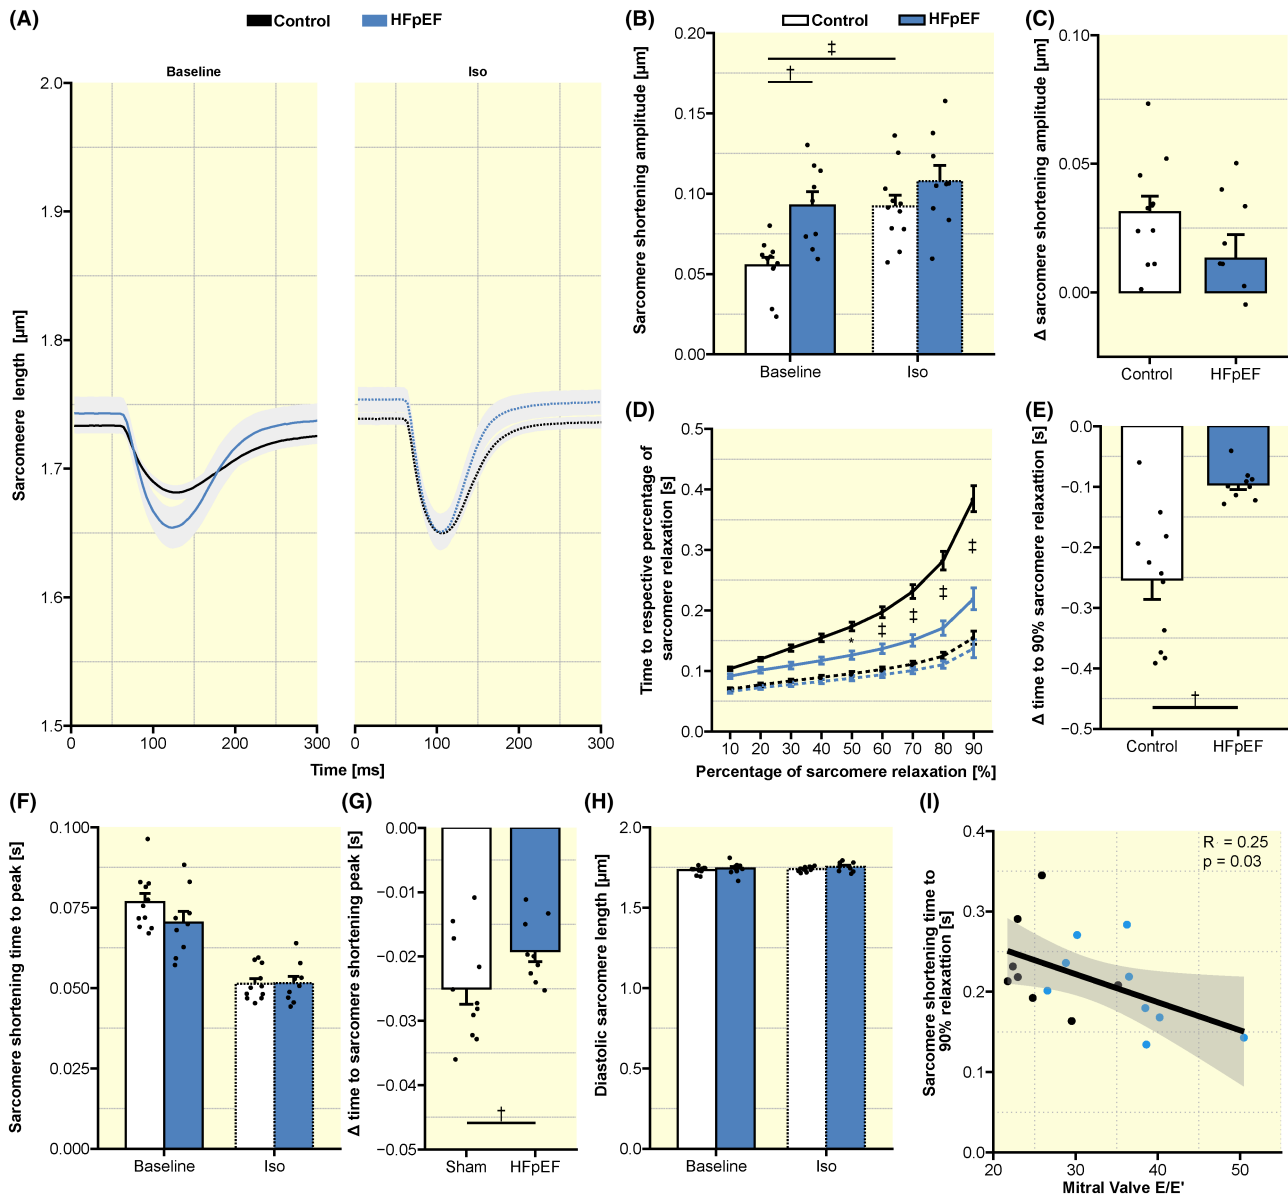 (A)
Control
HFpEF
Baseline
Iso
2.0
1.9
1.8
1.7
1.6
1.5
Sarcomeere length [µm]
0
100
200
300
0
100
200
300
Time [ms]
(B)
Control
HFpEF
Sarcomere shortening amplitude [µm]
0.20
0.15
0.10
0.05
0.00
‡
†
Baseline
Iso
(C)
Δ sarcomere shortening amplitude [µm]
0.10
0.05
0.00
Control
HFpEF
(D)
Time to respective percentage of
sarcomere relaxation [s]
0.5
0.4
0.3
0.2
0.1
0.0
*
‡
‡
‡
‡
10 20 30 40 50 60 70 80 90
Percentage of sarcomere relaxation [%]
(E)
Δ time to 90% sarcomere relaxattion [s]
0.0
−0.1
−0.2
−0.3
−0.4
−0.5
†
Control
HFpEF
(F)
Sarcomere shortening time to peak [s]
0.100
0.075
0.050
0.025
0.000
Baseline
Iso
(G)
Δ time to sarcomere shortening peak [s]
0.00
−0.01
−0.02
−0.03
−0.04
−0.05
†
Sham
HFpEF
(H)
Diastolic sarcomere length [µm]
2.0
1.5
1.0
0.5
0.0
Baseline
Iso
(I)
Sarcomere shortening time to
90% relaxattion [s]
0.4
0.3
0.2
0.1
0.0
R = 0.25
p = 0.03
20
30
40
50
Mitral Valve E/E'